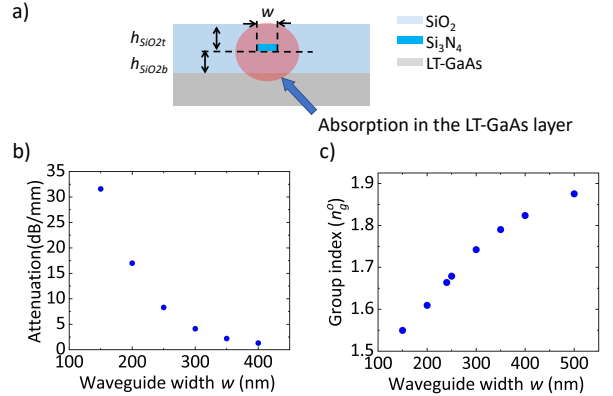 a)
w
h_SiO2t
h_SiO2b
SiO₂
Si₃N₄
LT-GaAs
Absorption in the LT-GaAs layer
b)
35
30
25
20
15
10
5
0
100
200
300
400
Attenuation(dB/mm)
Waveguide width w (nm)
c)
1.9
1.8
1.7
1.6
1.5
100
200
300
400
500
Group index (n_g^o)
Waveguide width w (nm)